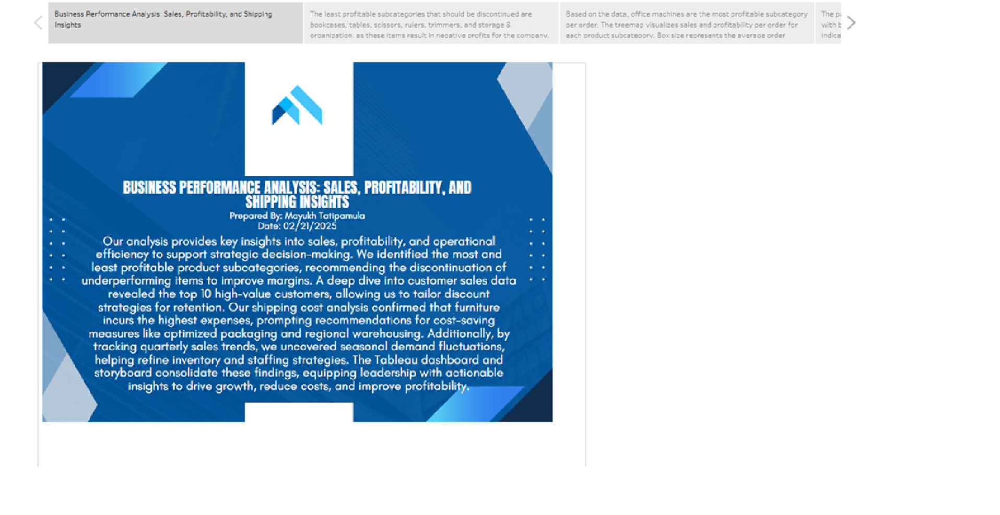 Business Performance Analysis: Sales, Profitability, and Shipping
Insights
The least profitable subcategories that should be discontinued are
bookcases, tables, scissors, rulers, trimmers, and storage &
organization, as these items result in negative profits for the company.
Based on the data, office machines are the most profitable subcategory
per order. The treemap visualizes sales and profitability per order for
each product subcategory. Box size represents the average order
The
with
indica
BUSINESS PERFORMANCE ANALYSIS: SALES, PROFITABILITY, AND
SHIPPING INSIGHTS
Prepared By: Mayukh Tatipamula
Date: 02/21/2025
Our analysis provides key insights into sales, profitability, and operational
efficiency to support strategic decision-making. We identified the most and
least profitable product subcategories, recommending the discontinuation of
underperforming items to improve margins. A deep dive into customer sales data
revealed the top 10 high-value customers, allowing us to tailor discount
strategies for retention. Our shipping cost analysis confirmed that furniture
incurs the highest expenses, prompting recommendations for cost-saving
measures like optimized packaging and regional warehousing. Additionally, by
tracking quarterly sales trends, we uncovered seasonal demand fluctuations,
helping refine inventory and staffing strategies. The Tableau dashboard and
storyboard consolidate these findings, equipping leadership with actionable
insights to drive growth, reduce costs, and improve profitability.